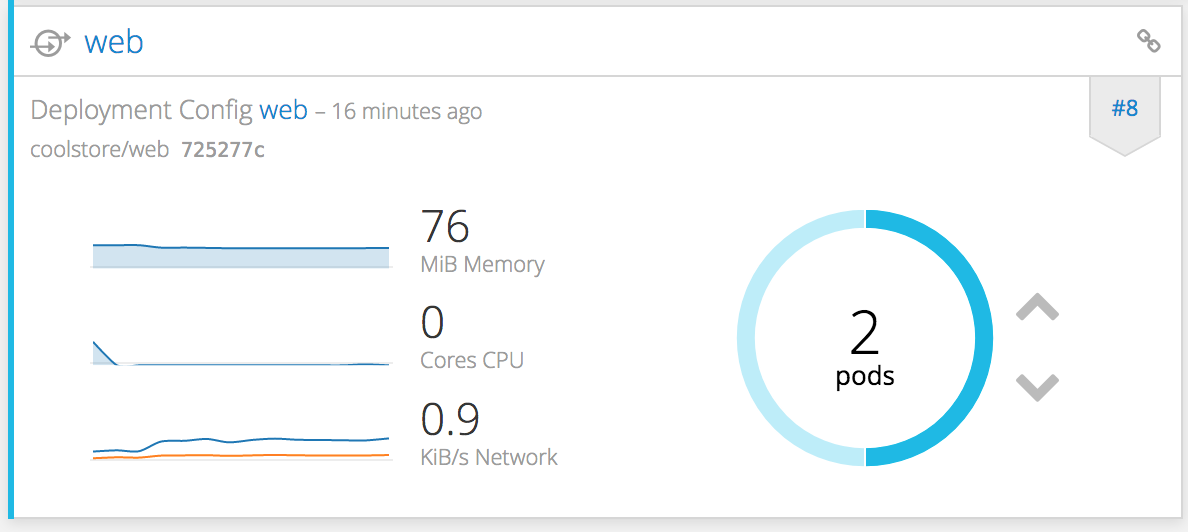 web
Deployment Config web – 16 minutes ago
#8
coolstore/web 725277c
76
MiB Memory
0
Cores CPU
0.9
KiB/s Network
2
pods